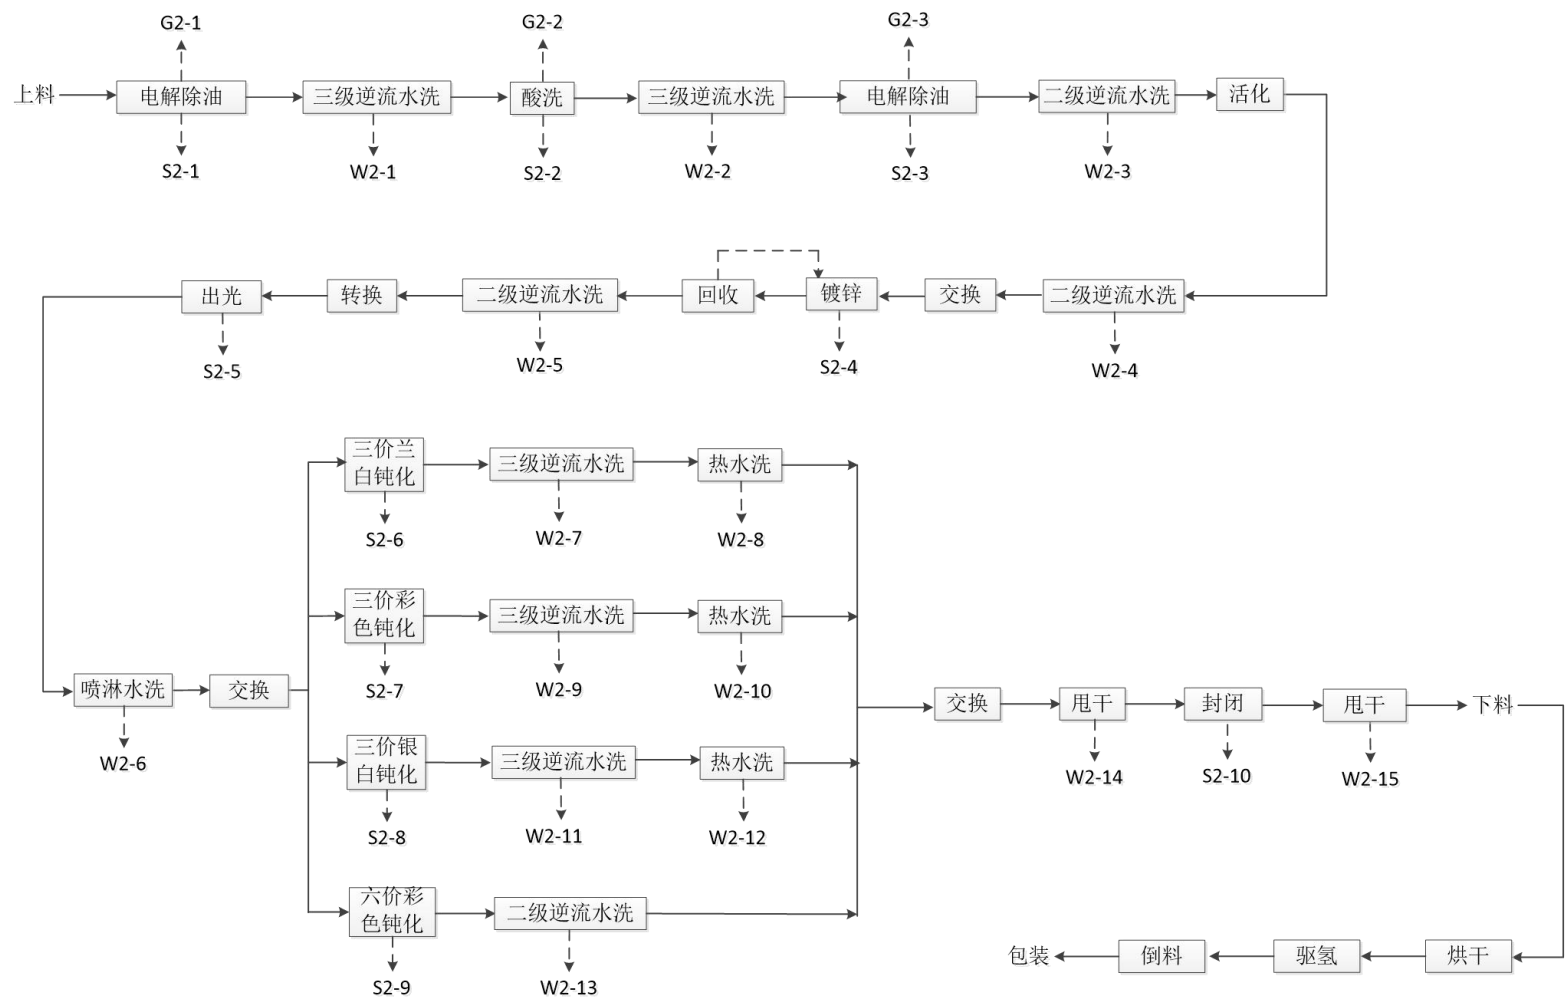 G2-1
G2-2
G2-3
上料
电解除油
三级逆流水洗
酸洗
三级逆流水洗
电解除油
二级逆流水洗
活化
S2-1
W2-1
S2-2
W2-2
S2-3
W2-3
出光
转换
二级逆流水洗
回收
镀锌
交换
二级逆流水洗
S2-5
W2-5
S2-4
W2-4
三价兰
白钝化
三级逆流水洗
热水洗
S2-6
W2-7
W2-8
三价彩
色钝化
三级逆流水洗
热水洗
S2-7
W2-9
W2-10
喷淋水洗
交换
W2-6
三价银
白钝化
三级逆流水洗
热水洗
S2-8
W2-11
W2-12
六价彩
色钝化
二级逆流水洗
S2-9
W2-13
交换
甩干
封闭
甩干
下料
W2-14
S2-10
W2-15
包装
倒料
驱氢
烘干